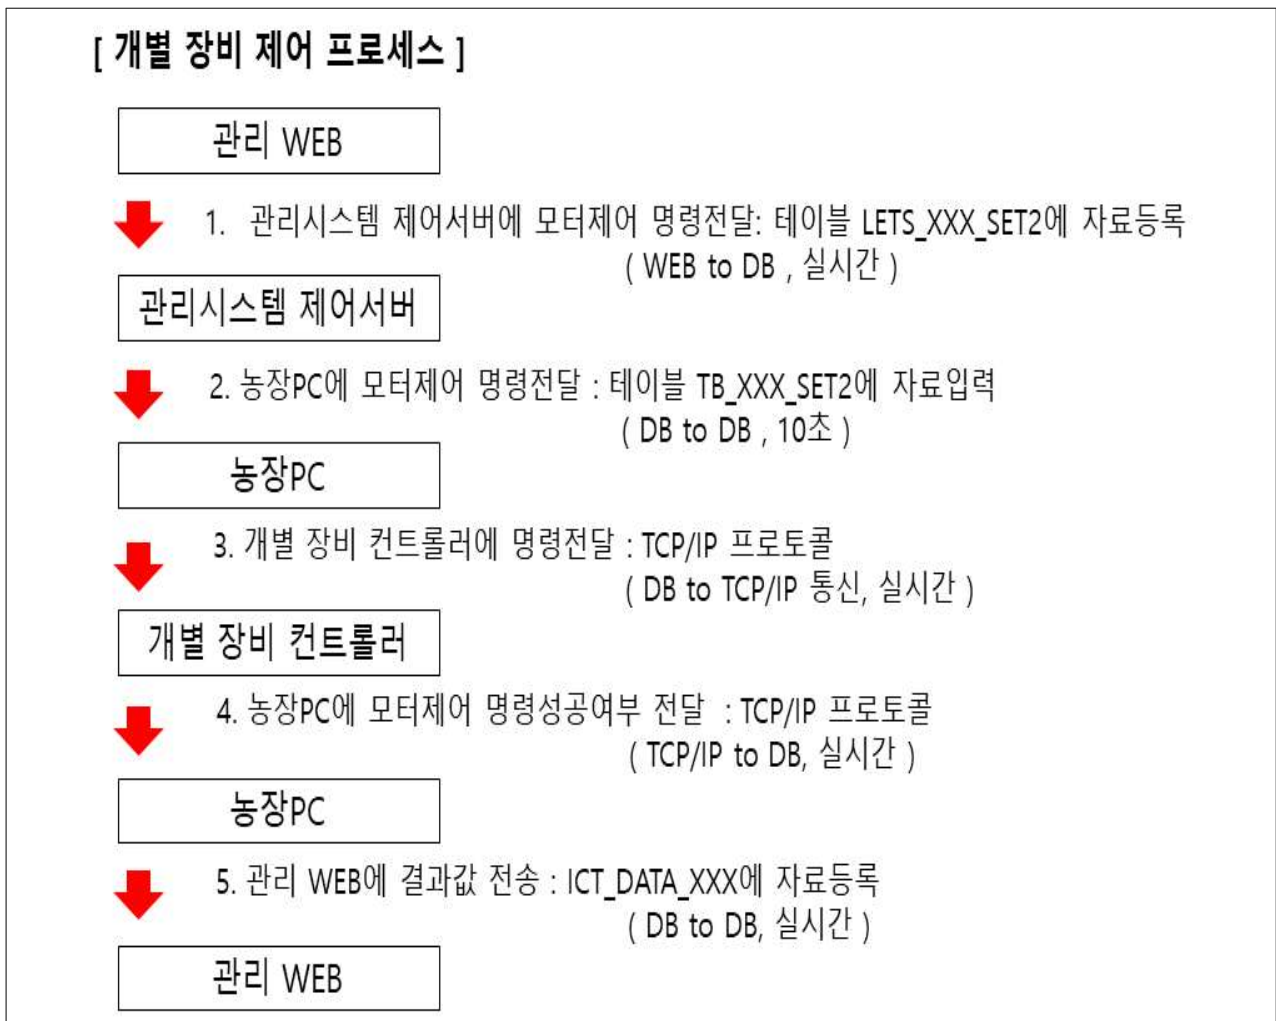 [ 개별 장비 제어 프로세스 ]
관리 WEB
1. 관리시스템 제어서버에 모터제어 명령전달: 테이블 LETS_XXX_SET2에 자료등록
( WEB to DB , 실시간 )
관리시스템 제어서버
2. 농장PC에 모터제어 명령전달 : 테이블 TB_XXX_SET2에 자료입력
( DB to DB , 10초 )
농장PC
3. 개별 장비 컨트롤러에 명령전달 : TCP/IP 프로토콜
( DB to TCP/IP 통신, 실시간 )
개별 장비 컨트롤러
4. 농장PC에 모터제어 명령성공여부 전달 : TCP/IP 프로토콜
( TCP/IP to DB, 실시간 )
농장PC
5. 관리 WEB에 결과값 전송 : ICT_DATA_XXX에 자료등록
( DB to DB, 실시간 )
관리 WEB